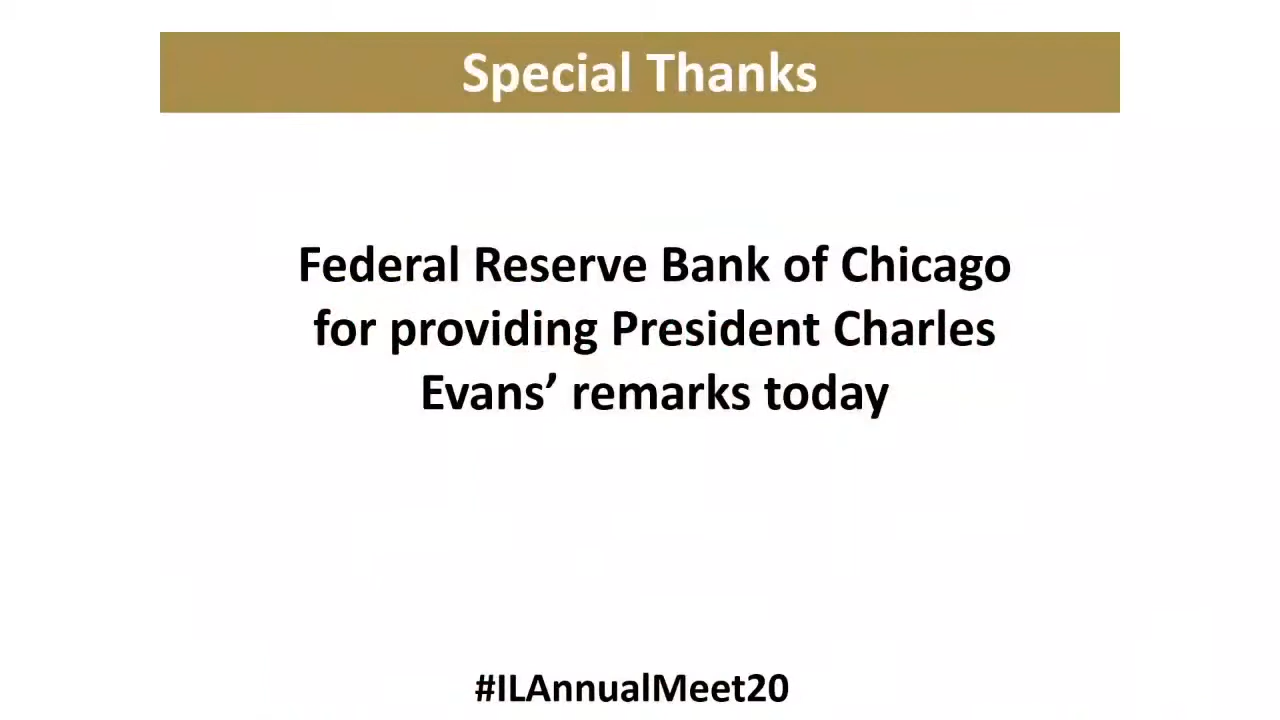 Special Thanks
Federal Reserve Bank of Chicago
for providing President Charles
Evans’ remarks today
#ILAnnualMeet20